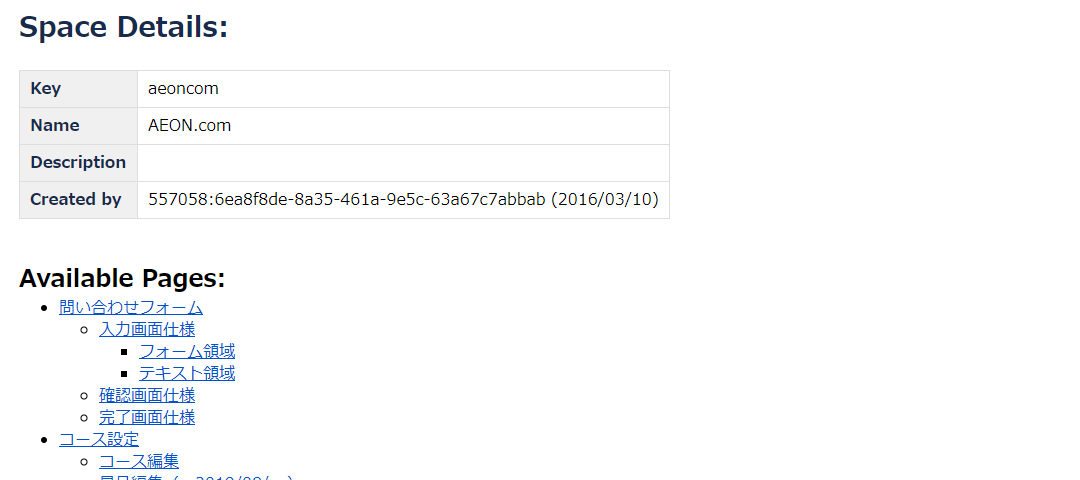 Space Details:
Key aeoncom
Name AEON.com
Description
Created by 557058:6ea8f8de-8a35-461a-9e5c-63a67c7abbab (2016/03/10)
Available Pages:
問い合わせフォーム
入力画面仕様
フォーム領域
テキスト領域
確認画面仕様
完了画面仕様
コース設定
コース編集